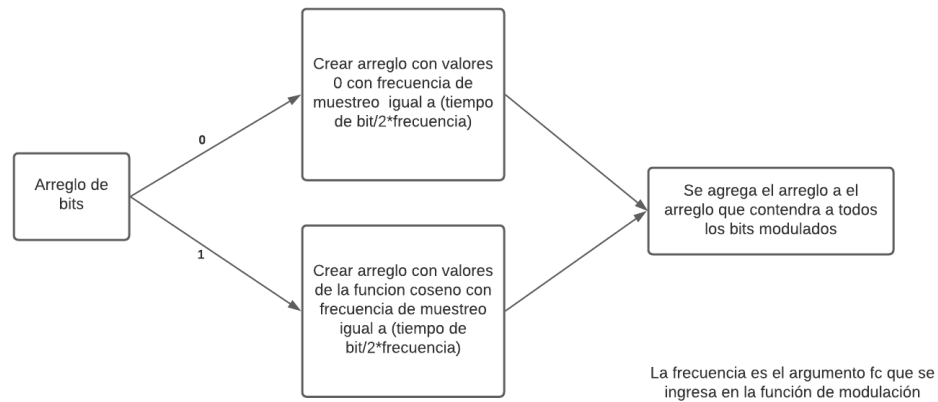 Arreglo de
bits
0
1
Crear arreglo con valores
0 con frecuencia de
muestreo igual a (tiempo
de bit/2*frecuencia)
Crear arreglo con valores
de la funcion coseno con
frecuencia de muestreo
igual a (tiempo de
bit/2*frecuencia)
Se agrega el arreglo a el
arreglo que contendra a todos
los bits modulados
La frecuencia es el argumento fc que se
ingresa en la función de modulación